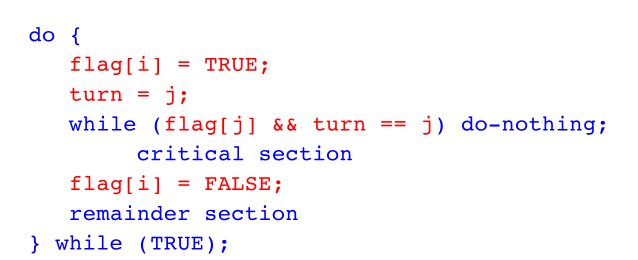 do {
flag[i] = TRUE;
turn = j;
while (flag[j] && turn == j) do-nothing;
critical section
flag[i] = FALSE;
remainder section
} while (TRUE);